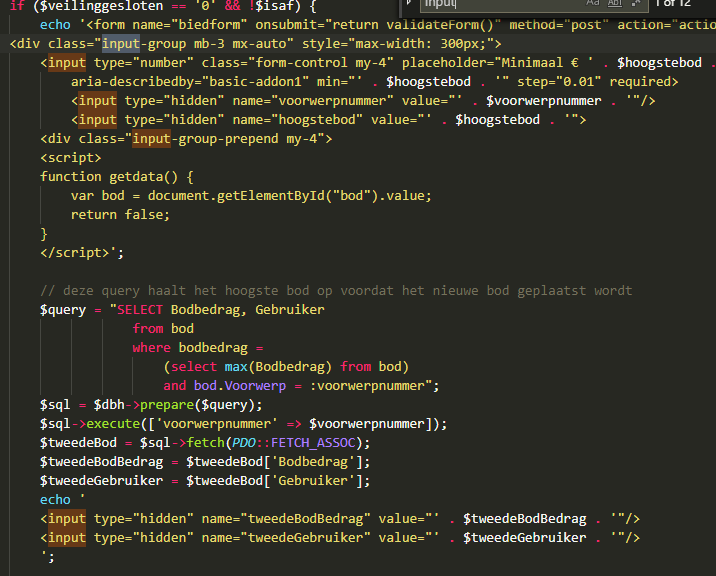 input
Aa Abl .* 1 of 12
if ($veilinggesloten == '0' && !$isaf) {
echo '<form name="biedform" onsubmit="return validateForm()" method="post" action="action
<div class="input-group mb-3 mx-auto" style="max-width: 300px;">
<input type="number" class="form-control my-4" placeholder="Minimaal € ' . $hoogstebod .
aria-describedby="basic-addon1" min="' . $hoogstebod . '" step="0.01" required>
<input type="hidden" name="voorwerpnummer" value="' . $voorwerpnummer . '"/>
<input type="hidden" name="hoogstebod" value="' . $hoogstebod . '">
<div class="input-group-prepend my-4">
<script>
function getdata() {
var bod = document.getElementById("bod").value;
return false;
}
</script>';
// deze query haalt het hoogste bod op voordat het nieuwe bod geplaatst wordt
$query = "SELECT Bodbedrag, Gebruiker
from bod
where bodbedrag =
(select max(Bodbedrag) from bod)
and bod.Voorwerp = :voorwerpnummer";
$sql = $dbh->prepare($query);
$sql->execute(['voorwerpnummer' => $voorwerpnummer]);
$tweedeBod = $sql->fetch(PDO::FETCH_ASSOC);
$tweedeBodBedrag = $tweedeBod['Bodbedrag'];
$tweedeGebruiker = $tweedeBod['Gebruiker'];
echo '
<input type="hidden" name="tweedeBodBedrag" value="' . $tweedeBodBedrag . '"/>
<input type="hidden" name="tweedeGebruiker" value="' . $tweedeGebruiker . '"/>
';